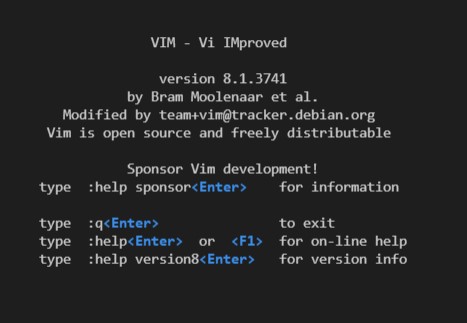 VIM - Vi IMproved
version 8.1.3741
by Bram Moolenaar et al.
Modified by team+vim@tracker.debian.org
Vim is open source and freely distributable
Sponsor Vim development!
type :help sponsor<Enter> for information
type :q<Enter> to exit
type :help<Enter> or <F1> for on-line help
type :help version8<Enter> for version info